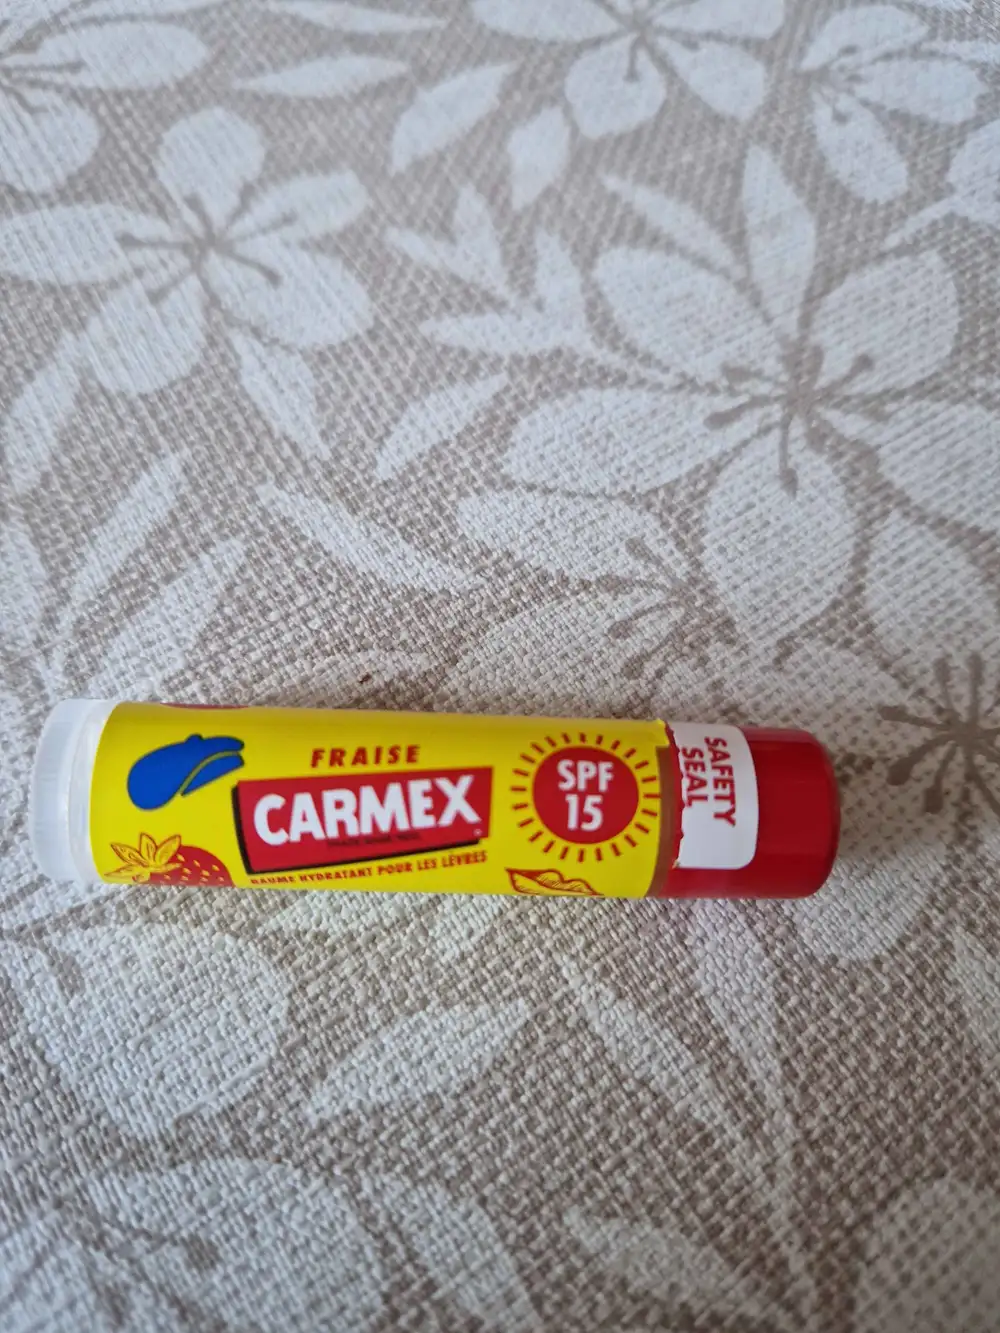 FRAISE
CARMEX
BAUME HYDRATANT POUR LES LÈVRES
SPF
15
SAFETY
SEAL